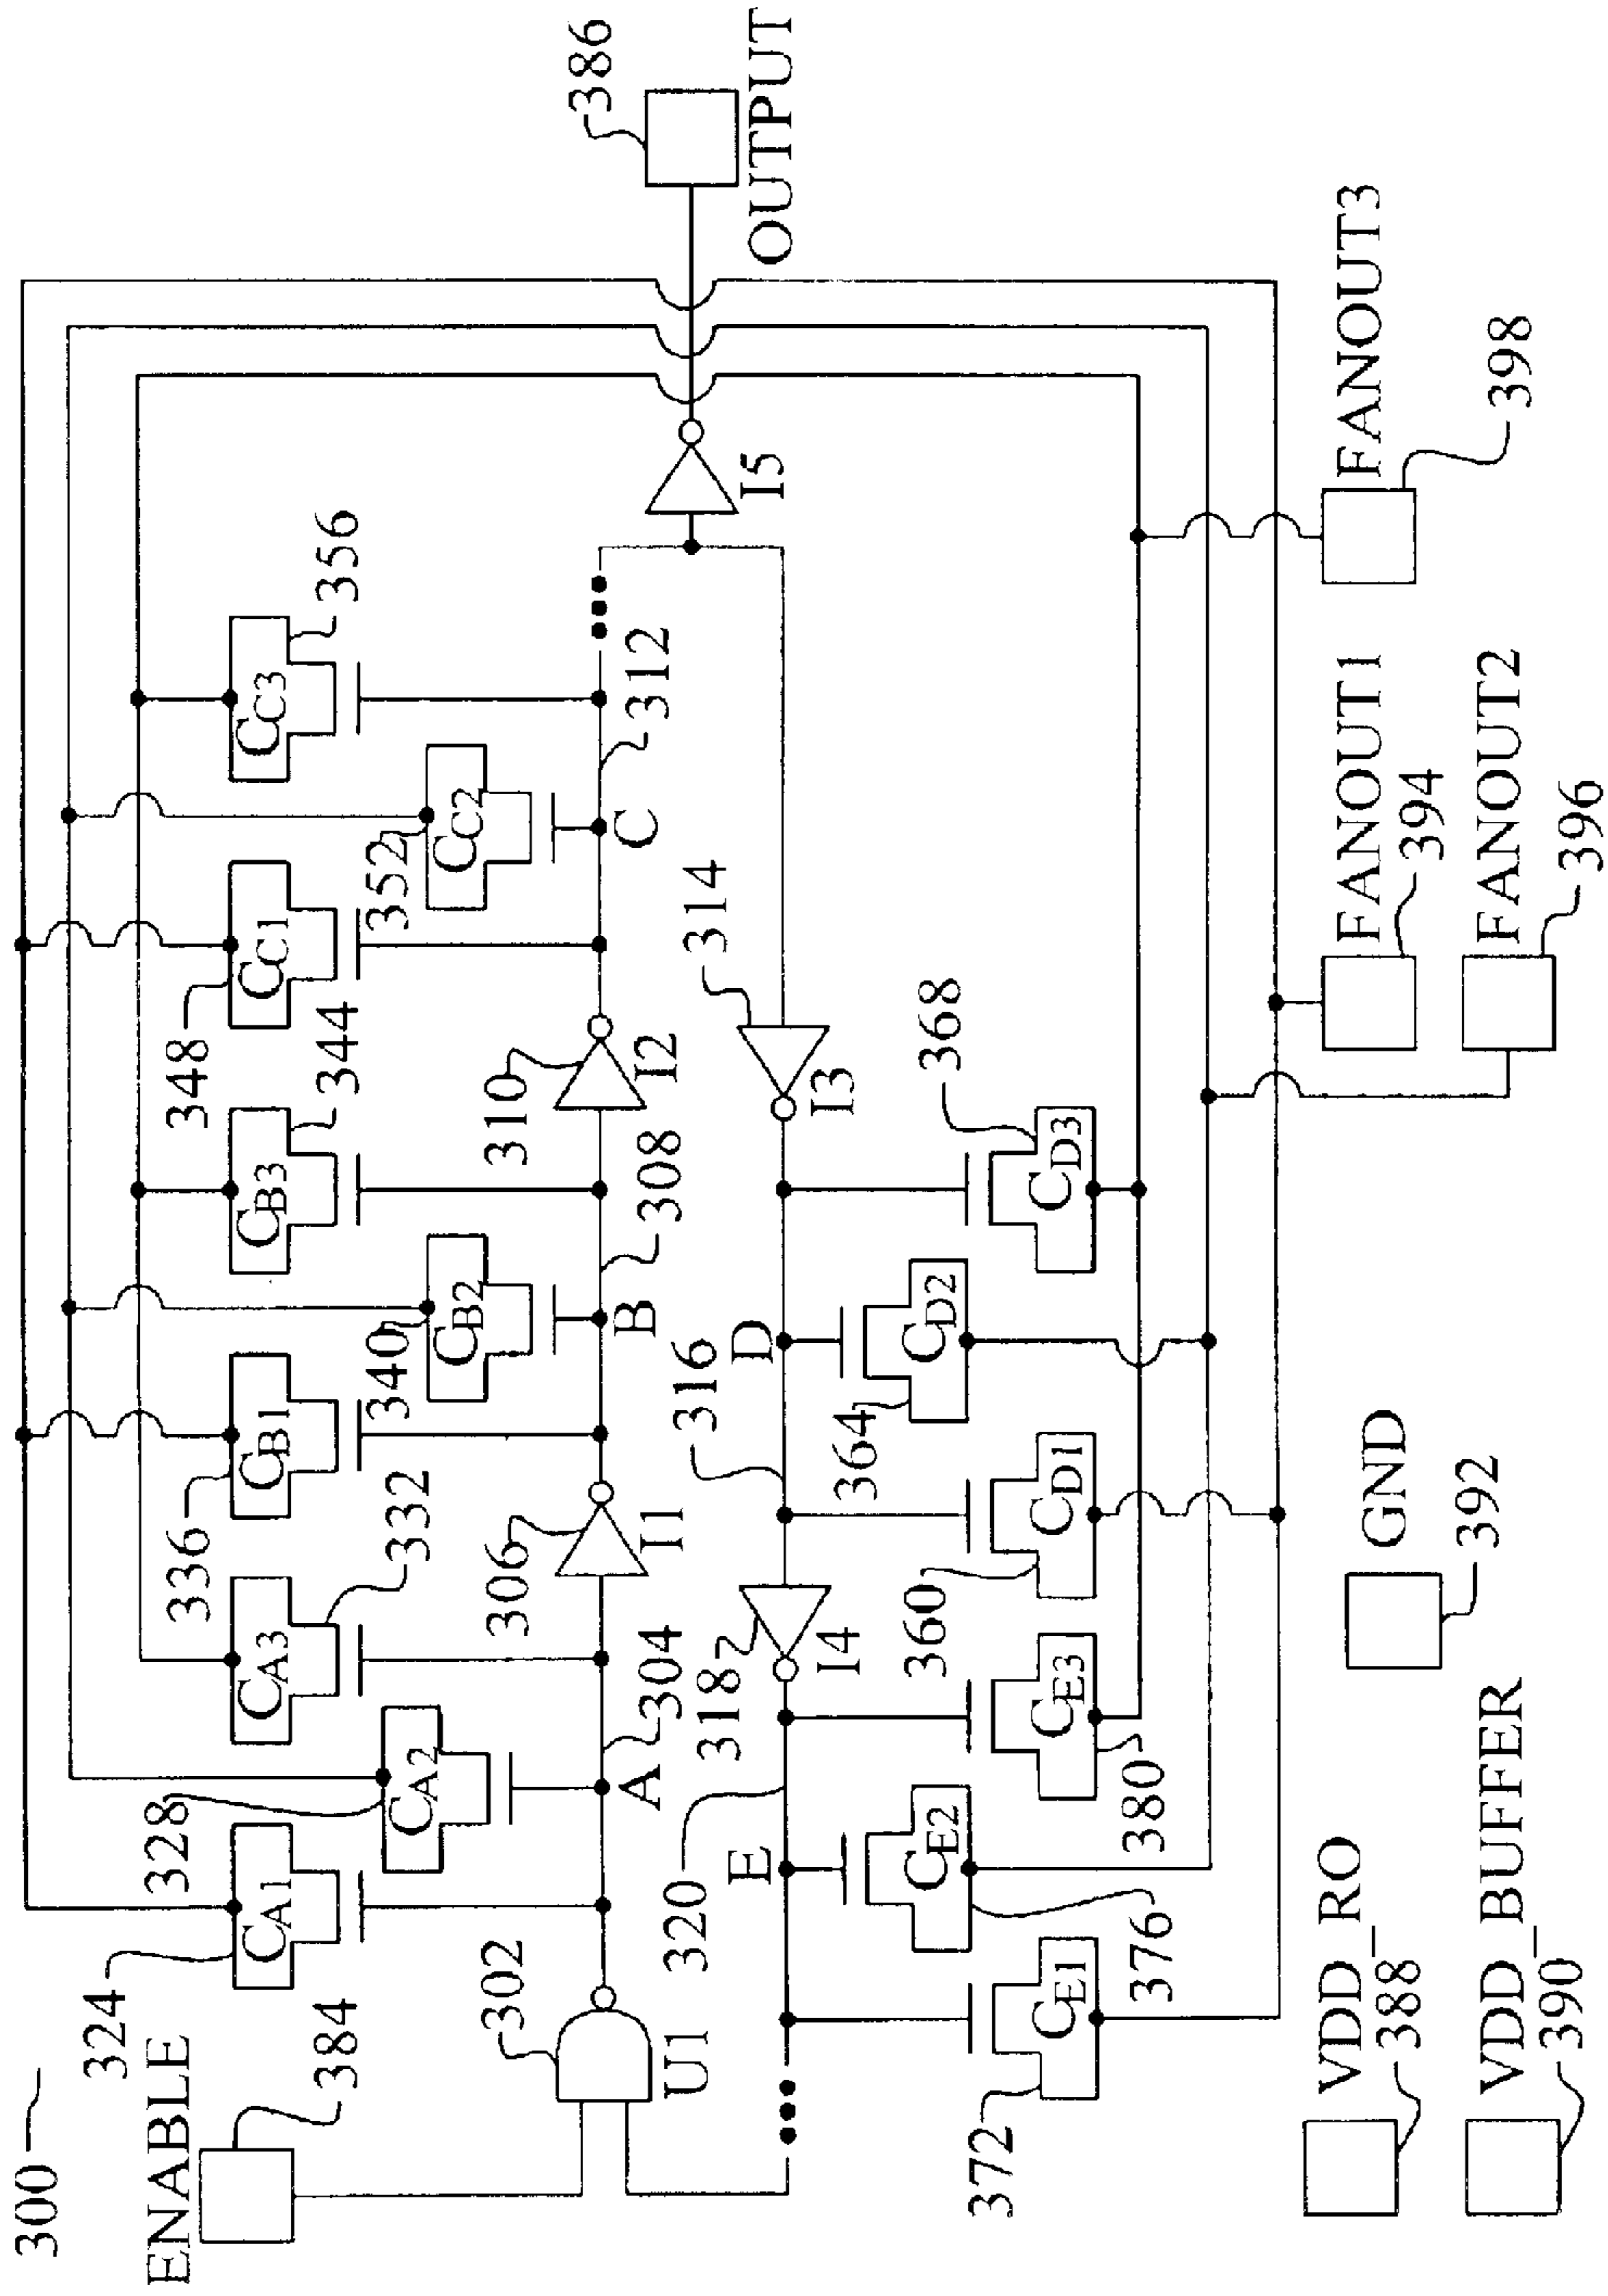 300
ENABLE
384
324
CA1
328
CA2
CA3
332
336
CB1
340
CB2
CB3
344
348
CC1
352
CC2
CC3
356
302
U1
A
304
306
I1
B
308
310
I2
C
312
I5
386
OUTPUT
314
I3
D
316
318
I4
E
320
372
CE1
376
CE2
380
CE3
360
CD1
364
CD2
368
CD3
VDD_RO
388
VDD_BUFFER
390
GND
392
FANOUT1
394
FANOUT2
396
FANOUT3
398